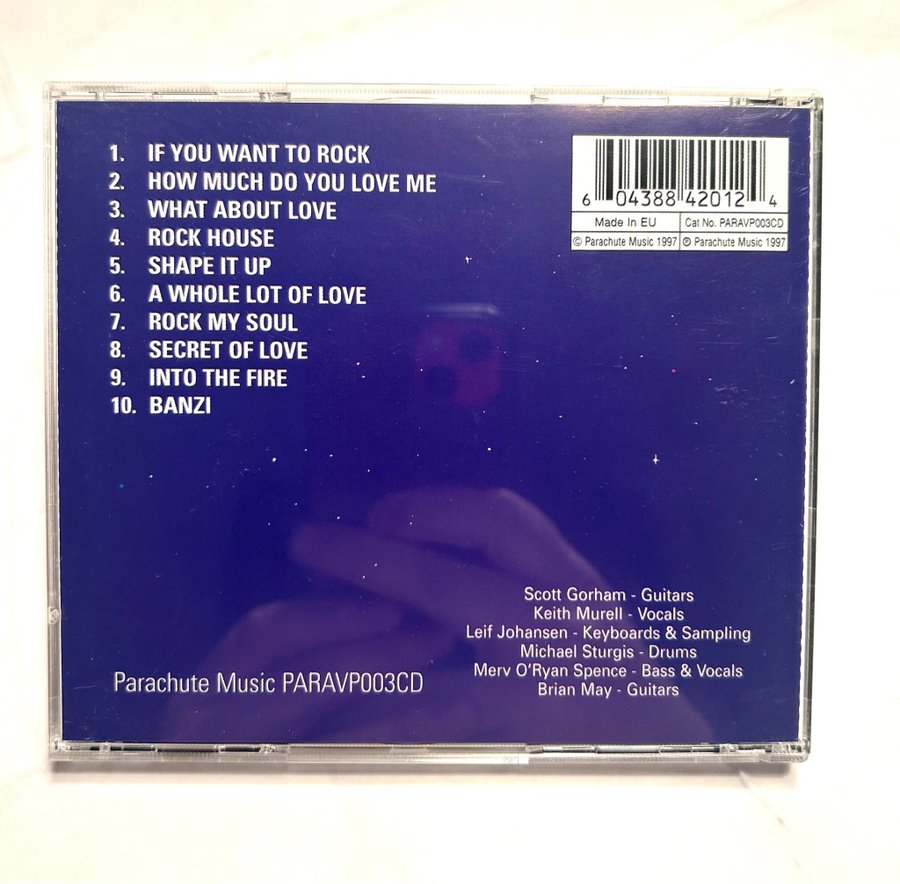 1. IF YOU WANT TO ROCK
2. HOW MUCH DO YOU LOVE ME
3. WHAT ABOUT LOVE
4. ROCK HOUSE
5. SHAPE IT UP
6. A WHOLE LOT OF LOVE
7. ROCK MY SOUL
8. SECRET OF LOVE
9. INTO THE FIRE
10. BANZI
6 04388 42012 4
Made In EU Cat No. PARAVP003CD
© Parachute Music 1997 ℗ Parachute Music 1997
Scott Gorham - Guitars
Keith Murell - Vocals
Leif Johansen - Keyboards & Sampling
Michael Sturgis - Drums
Merv O'Ryan Spence - Bass & Vocals
Brian May - Guitars
Parachute Music PARAVP003CD